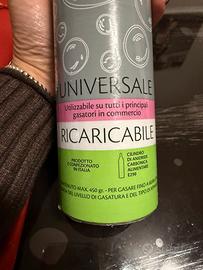 UNIVERSALE
Utilizzabile su tutti i principali
gasatori in commercio
RICARICABILE
PRODOTTO
E CONFEZIONATO
IN ITALIA
CILINDRO
DI ANIDRIDE
CARBONICA
ALIMENTARE
E290
MAX. 450 gr. - PER GASARE FINO A
DEL LIVELLO DI GASATURA E DEL TIPO DI